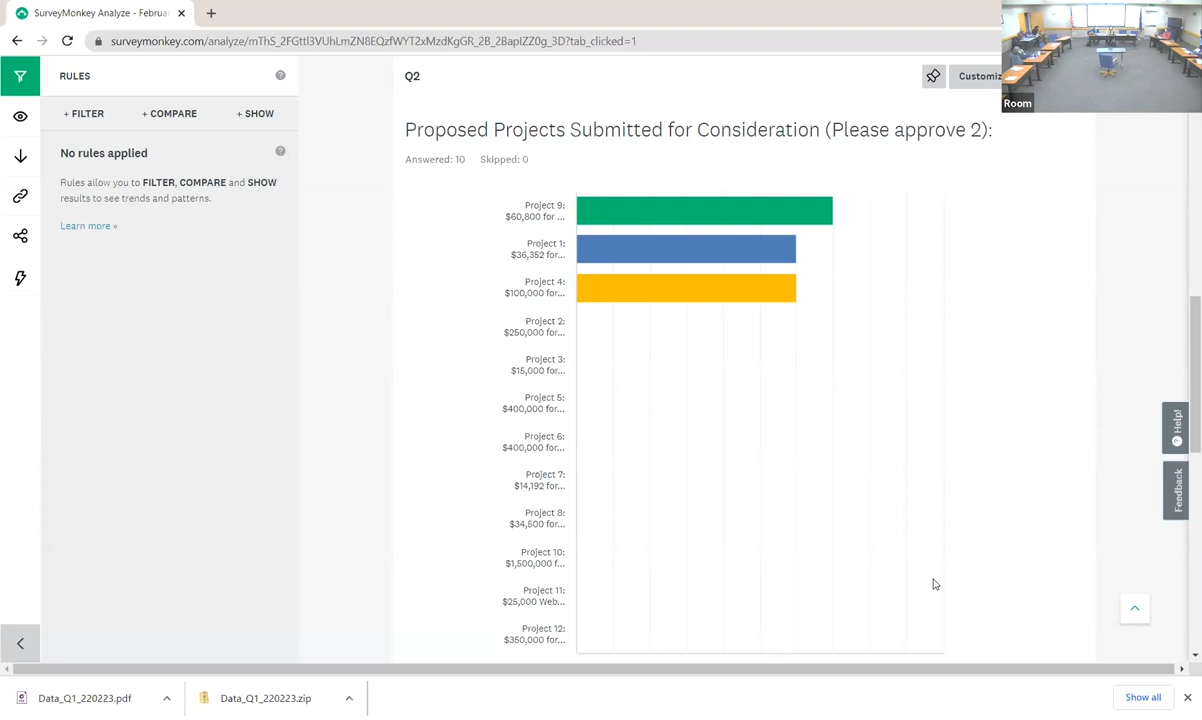 SurveyMonkey Analyze - Februa
surveymonkey.com/analyze/mThS_2FGttI3VUhLmZN8EQzfWYT2xMzdKgGR_2B_2BapIZZ0g_3D?tab_clicked=1
RULES
+ FILTER + COMPARE + SHOW
No rules applied
Rules allow you to FILTER, COMPARE and SHOW
results to see trends and patterns.
Learn more »
Q2
Customiz
Room
Proposed Projects Submitted for Consideration (Please approve 2):
Answered: 10 Skipped: 0
Project 9:
$60,800 for ...
Project 1:
$36,352 for...
Project 4:
$100,000 for...
Project 2:
$250,000 for...
Project 3:
$15,000 for...
Project 5:
$400,000 for...
Project 6:
$400,000 for...
Project 7:
$14,192 for...
Project 8:
$34,500 for...
Project 10:
$1,500,000 f...
Project 11:
$25,000 Web...
Project 12:
$350,000 for...
Help!
Feedback
Data_Q1_220223.pdf
Data_Q1_220223.zip
Show all